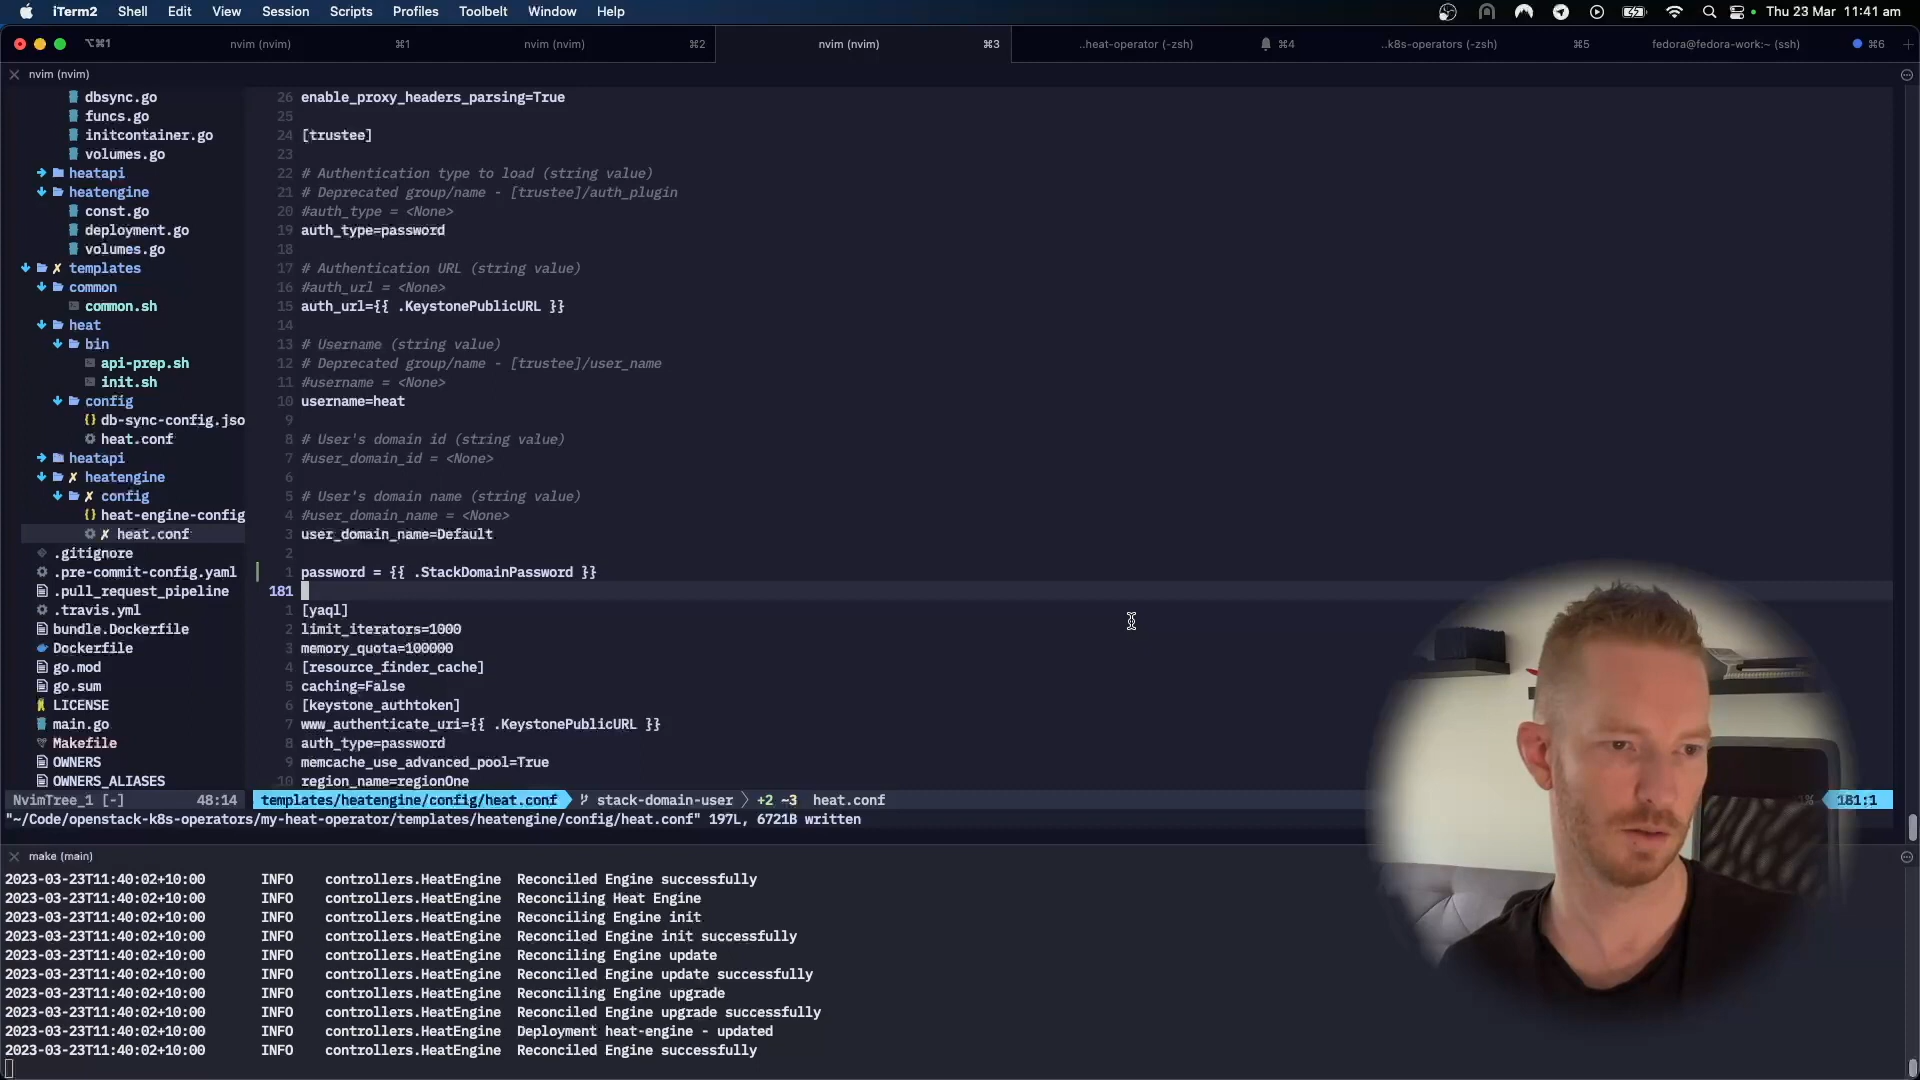 iTerm2 Shell Edit View Session Scripts Profiles Toolbelt Window Help Thu 23 Mar 11:41 am
⌥⌘1 nvim (nvim) ⌘1 nvim (nvim) ⌘2 nvim (nvim) ⌘3 ..heat-operator (-zsh) ⌘4 ..k8s-operators (-zsh) ⌘5 fedora@fedora-work:~ (ssh) ⌘6
nvim (nvim)
dbsync.go
funcs.go
initcontainer.go
volumes.go
heatapi
heatengine
const.go
deployment.go
volumes.go
templates
common
common.sh
heat
bin
api-prep.sh
init.sh
config
db-sync-config.jso
heat.conf
heatapi
heatengine
config
heat-engine-config
heat.conf
.gitignore
.pre-commit-config.yaml
.pull_request_pipeline
.travis.yml
bundle.Dockerfile
Dockerfile
go.mod
go.sum
LICENSE
main.go
Makefile
OWNERS
OWNERS_ALIASES
NvimTree_1 [-] 48:14
26 enable_proxy_headers_parsing=True
25
24 [trustee]
23
22 # Authentication type to load (string value)
21 # Deprecated group/name - [trustee]/auth_plugin
20 #auth_type = <None>
19 auth_type=password
18
17 # Authentication URL (string value)
16 #auth_url = <None>
15 auth_url={{ .KeystonePublicURL }}
14
13 # Username (string value)
12 # Deprecated group/name - [trustee]/user_name
11 #username = <None>
10 username=heat
9
8 # User's domain id (string value)
7 #user_domain_id = <None>
6
5 # User's domain name (string value)
4 #user_domain_name = <None>
3 user_domain_name=Default
2
1 password = {{ .StackDomainPassword }}
181
1 [yaql]
2 limit_iterators=1000
3 memory_quota=100000
4 [resource_finder_cache]
5 caching=False
6 [keystone_authtoken]
7 www_authenticate_uri={{ .KeystonePublicURL }}
8 auth_type=password
9 memcache_use_advanced_pool=True
10 region_name=regionOne
templates/heatengine/config/heat.conf stack-domain-user +2 ~3 heat.conf 181:1
"~/Code/openstack-k8s-operators/my-heat-operator/templates/heatengine/config/heat.conf" 197L, 6721B written
make (main)
2023-03-23T11:40:02+10:00 INFO controllers.HeatEngine Reconciled Engine successfully
2023-03-23T11:40:02+10:00 INFO controllers.HeatEngine Reconciling Heat Engine
2023-03-23T11:40:02+10:00 INFO controllers.HeatEngine Reconciling Engine init
2023-03-23T11:40:02+10:00 INFO controllers.HeatEngine Reconciled Engine init successfully
2023-03-23T11:40:02+10:00 INFO controllers.HeatEngine Reconciling Engine update
2023-03-23T11:40:02+10:00 INFO controllers.HeatEngine Reconciled Engine update successfully
2023-03-23T11:40:02+10:00 INFO controllers.HeatEngine Reconciling Engine upgrade
2023-03-23T11:40:02+10:00 INFO controllers.HeatEngine Reconciled Engine upgrade successfully
2023-03-23T11:40:02+10:00 INFO controllers.HeatEngine Deployment heat-engine - updated
2023-03-23T11:40:02+10:00 INFO controllers.HeatEngine Reconciled Engine successfully